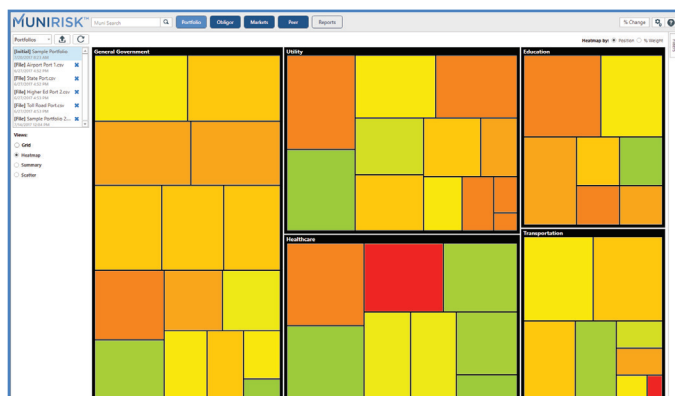 MUNIRISK™
Muni Search
Portfolio
Obligor
Markets
Peer
Reports
% Change
Portfolios
Heatmap by: Position % Weight
[Initial] Sample Portfolio
[File] Airport Port 1.csv
[File] State Port.csv
[File] Higher Ed Port 3.csv
[File] Toll Road Port.csv
[File] Sample Portfolio 2...
Views:
Grid
Heatmap
Summary
Scatter
General Government
Utility
Education
Healthcare
Transportation